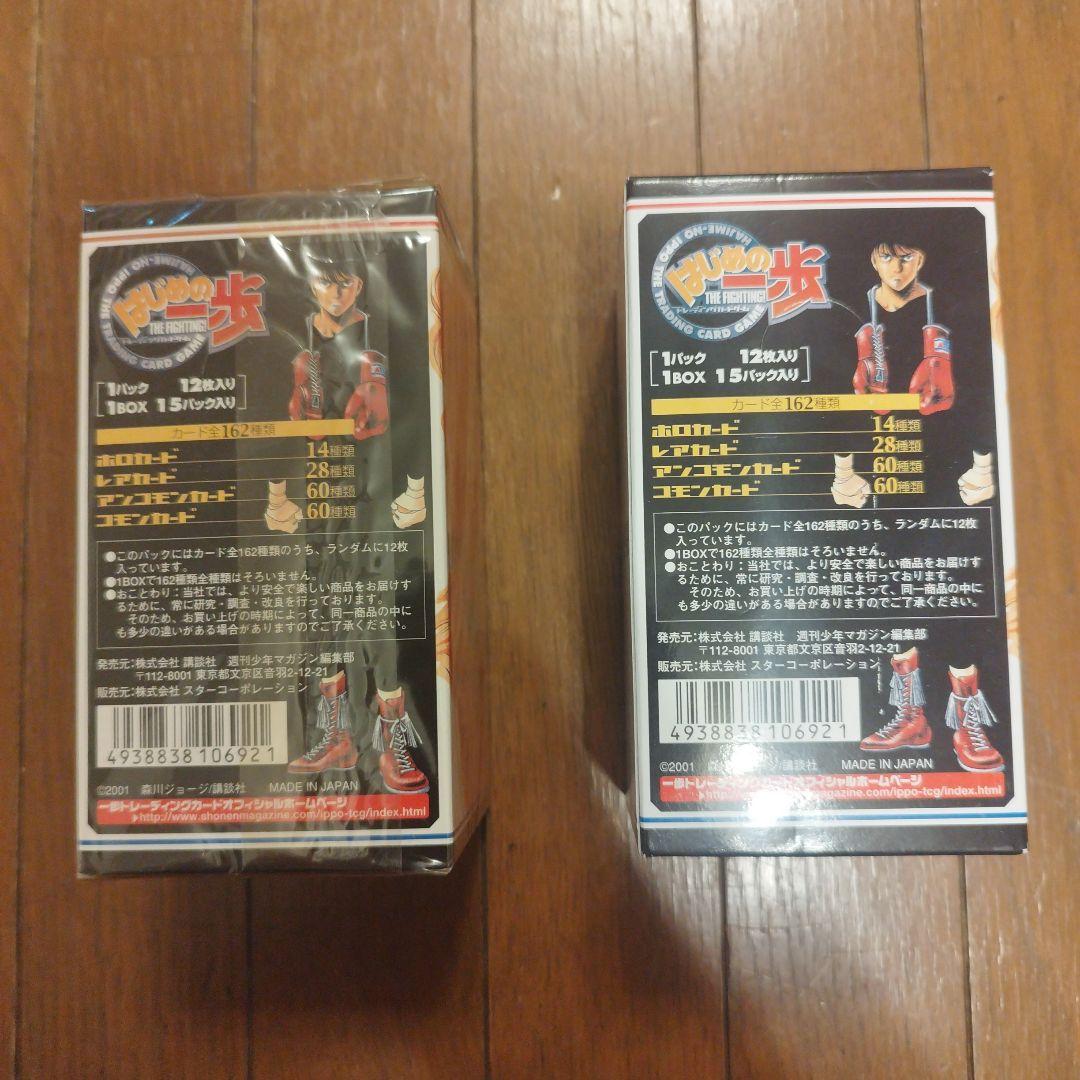 HAJIME-NO IPPO THE TRADING CARD GAME
はじめの一歩
THE FIGHTING!
トレーディングカードゲーム
1パック 12枚入り
1BOX 15パック入り
カード全162種類
ホロカード 14種類
レアカード 28種類
アンコモンカード 60種類
コモンカード 60種類
●このパックにはカード全162種類のうち、ランダムに12枚
入っています。
●1BOXで162種類全種類はそろいません。
●おことわり:当社では、より安全で楽しい商品をお届けす
るために、常に研究・調査・改良を行っております。
そのため、お買い上げの時期によって、同一商品の中に
も多少の違いがある場合がありますのでご了承ください。
発売元:株式会社 講談社 週刊少年マガジン編集部
〒112-8001 東京都文京区音羽2-12-21
販売元:株式会社 スターコーポレーション
4938838106921
©2001 森川ジョージ/講談社 MADE IN JAPAN
一歩トレーディングカードオフィシャルホームページ
▶http://www.shonenmagazine.com/ippo-tcg/index.html
HAJIME-NO IPPO THE TRADING CARD GAME
はじめの一歩
THE FIGHTING!
トレーディングカードゲーム
1パック 12枚入り
1BOX 15パック入り
カード全162種類
ホロカード 14種類
レアカード 28種類
アンコモンカード 60種類
コモンカード 60種類
●このパックにはカード全162種類のうち、ランダムに12枚
入っています。
●1BOXで162種類全種類はそろいません。
●おことわり:当社では、より安全で楽しい商品をお届けす
るために、常に研究・調査・改良を行っております。
そのため、お買い上げの時期によって、同一商品の中に
も多少の違いがある場合がありますのでご了承ください。
発売元:株式会社 講談社 週刊少年マガジン編集部
〒112-8001 東京都文京区音羽2-12-21
販売元:株式会社 スターコーポレーション
4938838106921
©2001 森川ジョージ/講談社 MADE IN JAPAN
一歩トレーディングカードオフィシャルホームページ
▶http://www.shonenmagazine.com/ippo-tcg/index.html